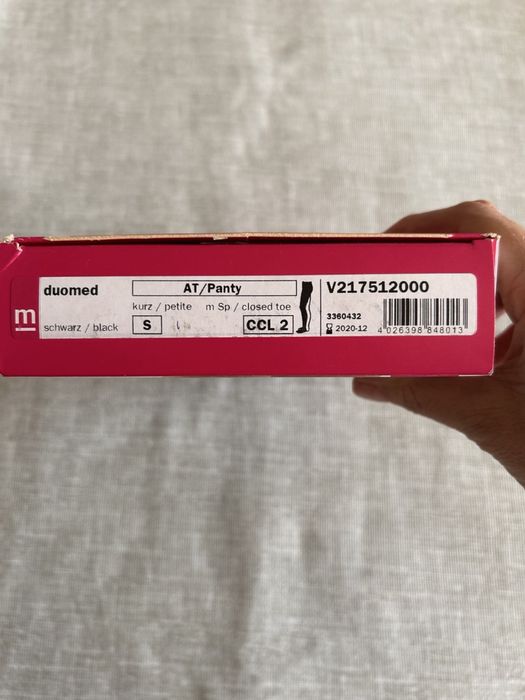 m
duomed
AT/Panty
kurz / petite m Sp / closed toe
schwarz / black
S
CCL 2
V217512000
3360432
2020-12
4 026398 848013